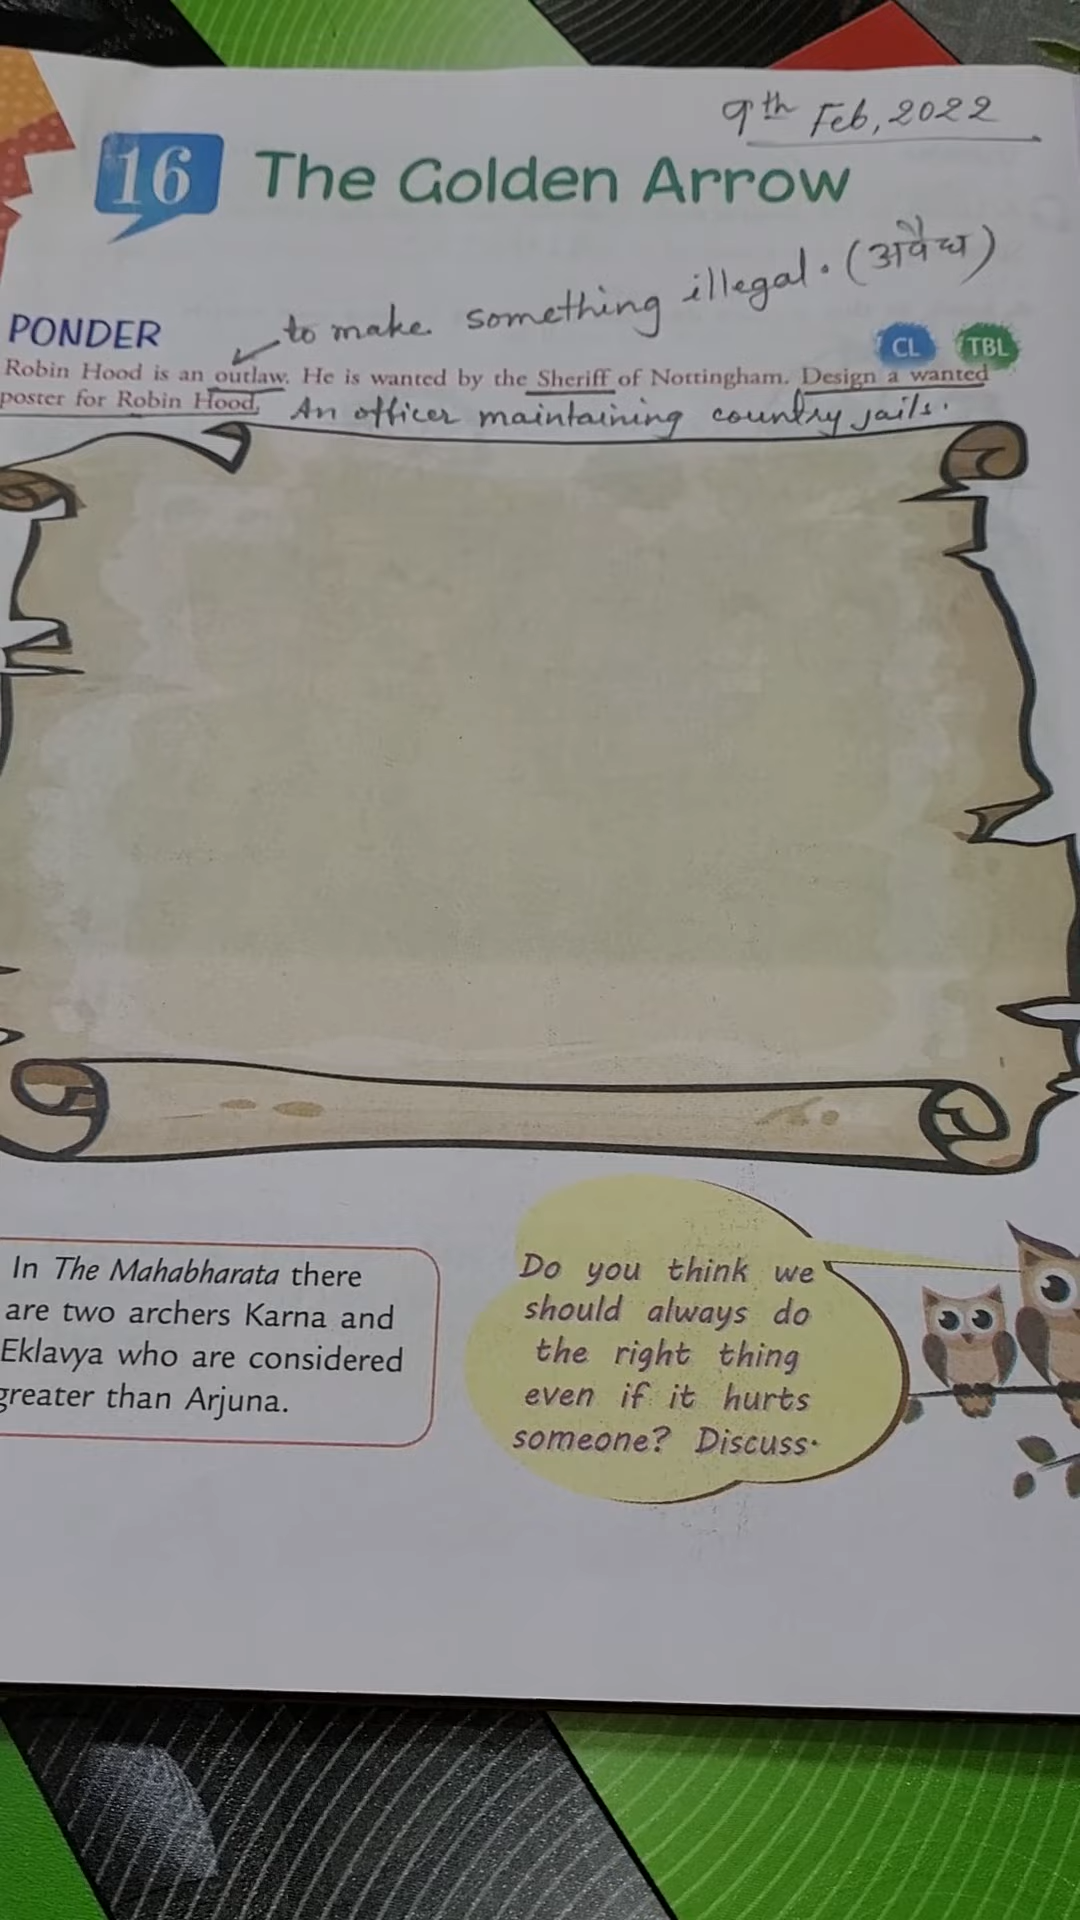 9th Feb, 2022
16 The Golden Arrow
to make something illegal. (अवैध)
PONDER
CL TBL
Robin Hood is an outlaw. He is wanted by the Sheriff of Nottingham. Design a wanted
poster for Robin Hood.
An officer maintaining country jails.
In The Mahabharata there
are two archers Karna and
Eklavya who are considered
greater than Arjuna.
Do you think we
should always do
the right thing
even if it hurts
someone? Discuss.